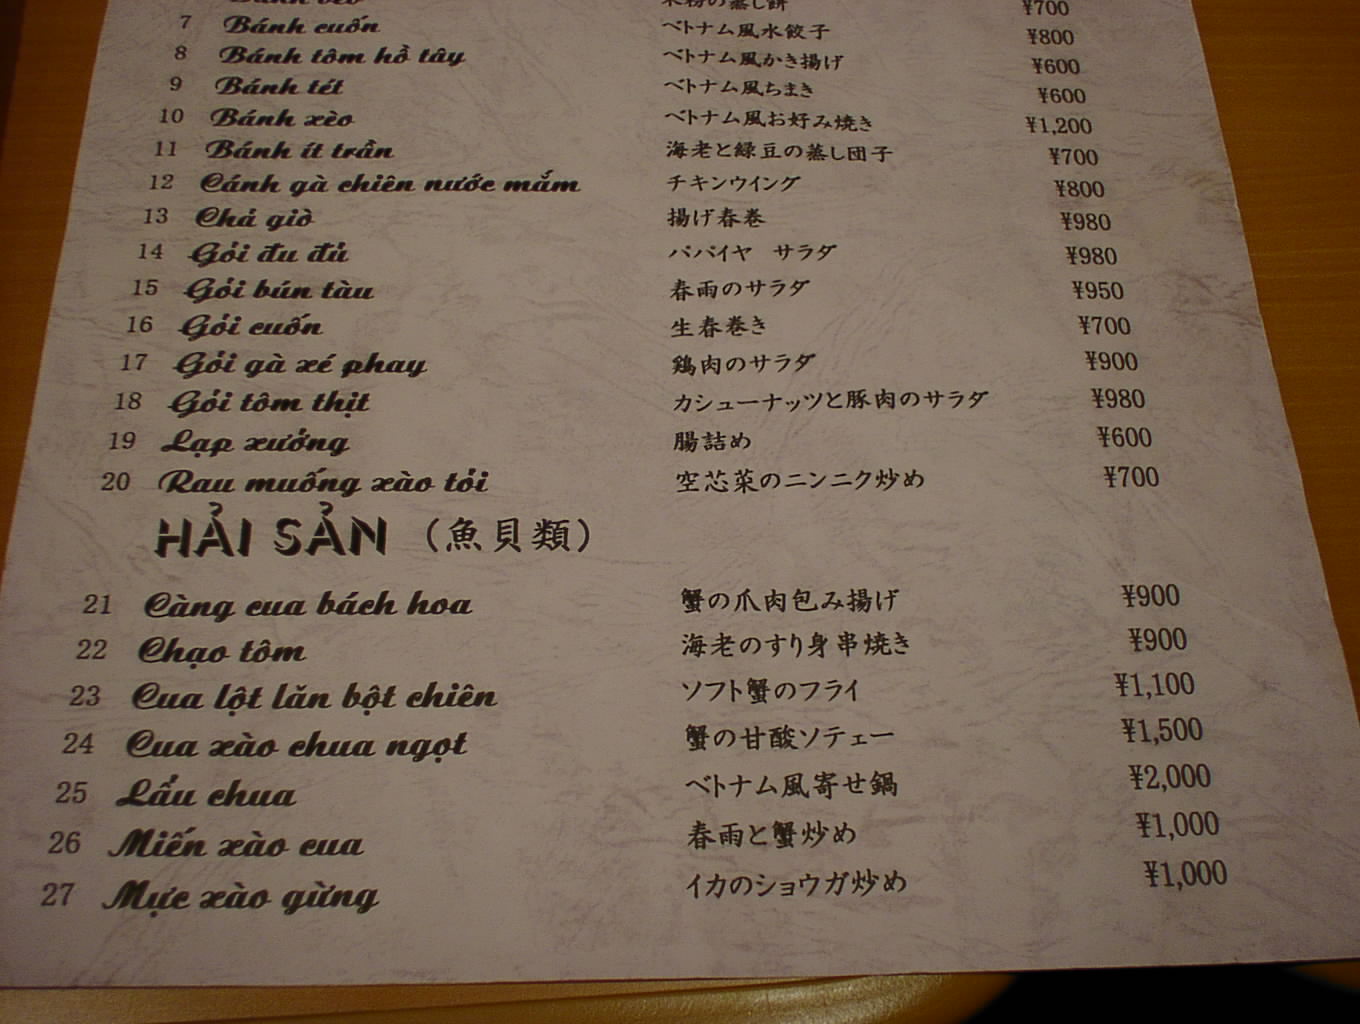 ¥700
7 Bánh cuốn ベトナム風水餃子 ¥800
8 Bánh tôm hồ tây ベトナム風かき揚げ ¥600
9 Bánh tét ベトナム風ちまき ¥600
10 Bánh xèo ベトナム風お好み焼き ¥1,200
11 Bánh ít trần 海老と緑豆の蒸し団子 ¥700
12 Cánh gà chiên nước mắm チキンウイング ¥800
13 Chả giò 揚げ春巻 ¥980
14 Gỏi đu đủ パパイヤ サラダ ¥980
15 Gỏi bún tàu 春雨のサラダ ¥950
16 Gỏi cuốn 生春巻き ¥700
17 Gỏi gà xé phay 鶏肉のサラダ ¥900
18 Gỏi tôm thịt カシューナッツと豚肉のサラダ ¥980
19 Lạp xưởng 腸詰め ¥600
20 Rau muống xào tỏi 空芯菜のニンニク炒め ¥700
HẢI SẢN (魚貝類)
21 Càng cua bách hoa 蟹の爪肉包み揚げ ¥900
22 Chạo tôm 海老のすり身串焼き ¥900
23 Cua lột lăn bột chiên ソフト蟹のフライ ¥1,100
24 Cua xào chua ngọt 蟹の甘酸ソテェー ¥1,500
25 Lẩu chua ベトナム風寄せ鍋 ¥2,000
26 Miến xào cua 春雨と蟹炒め ¥1,000
27 Mực xào gừng イカのショウガ炒め ¥1,000